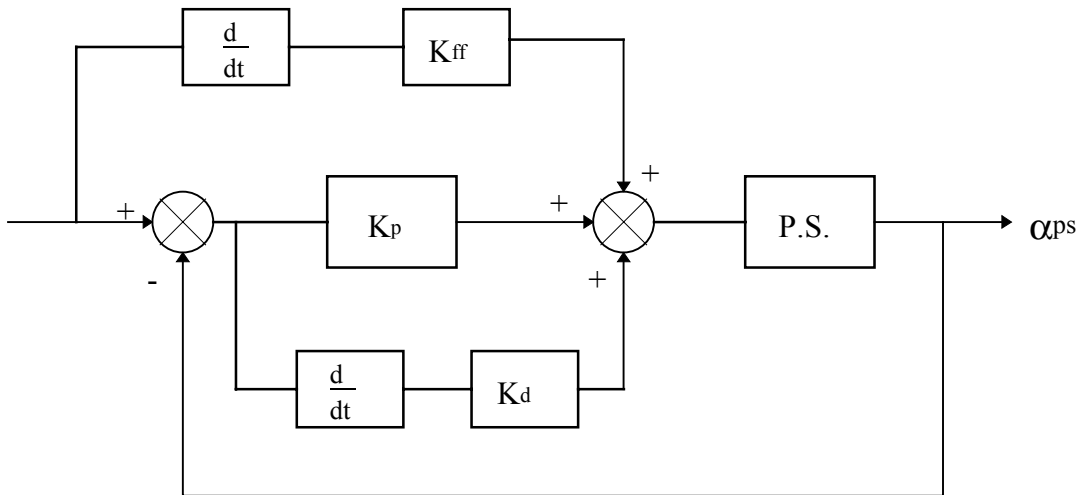 d
dt
Kff
+
+
Kp
+
+
P.S.
αps
-
+
d
dt
Kd